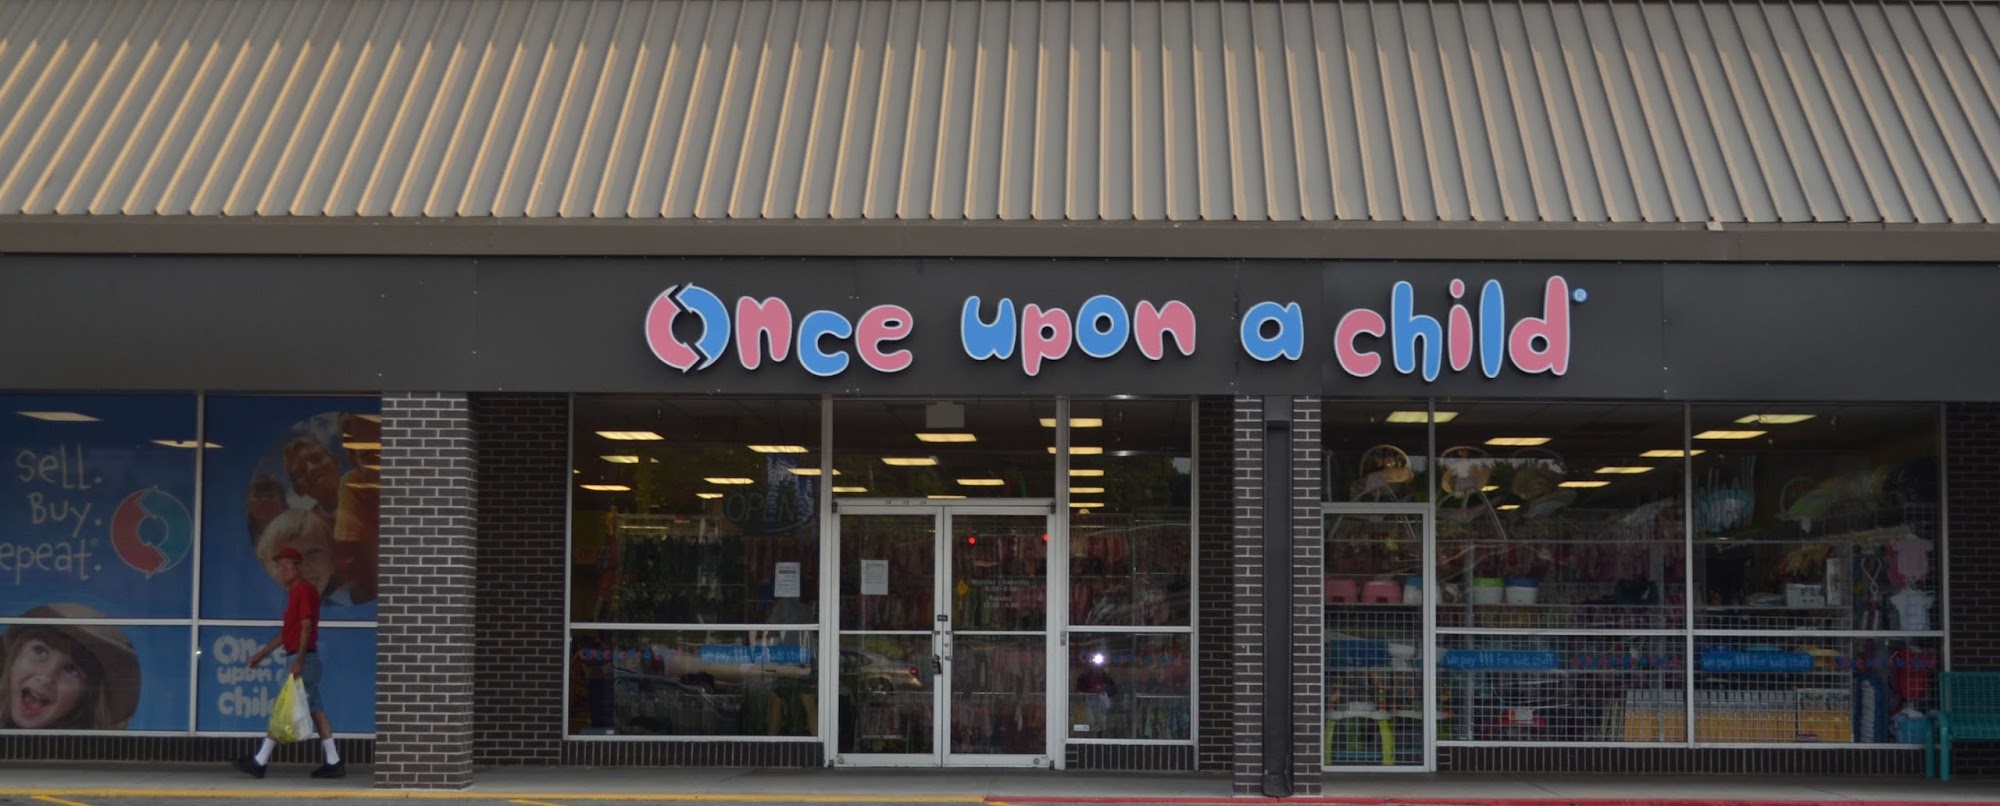 Once upon a child®
sell.
Buy.
epeat.
Once
upon a
chil
OPEN
we pay $$$ for kids stuff
we pay $$$ for kids stuff
we pay $$$ for kids stuff